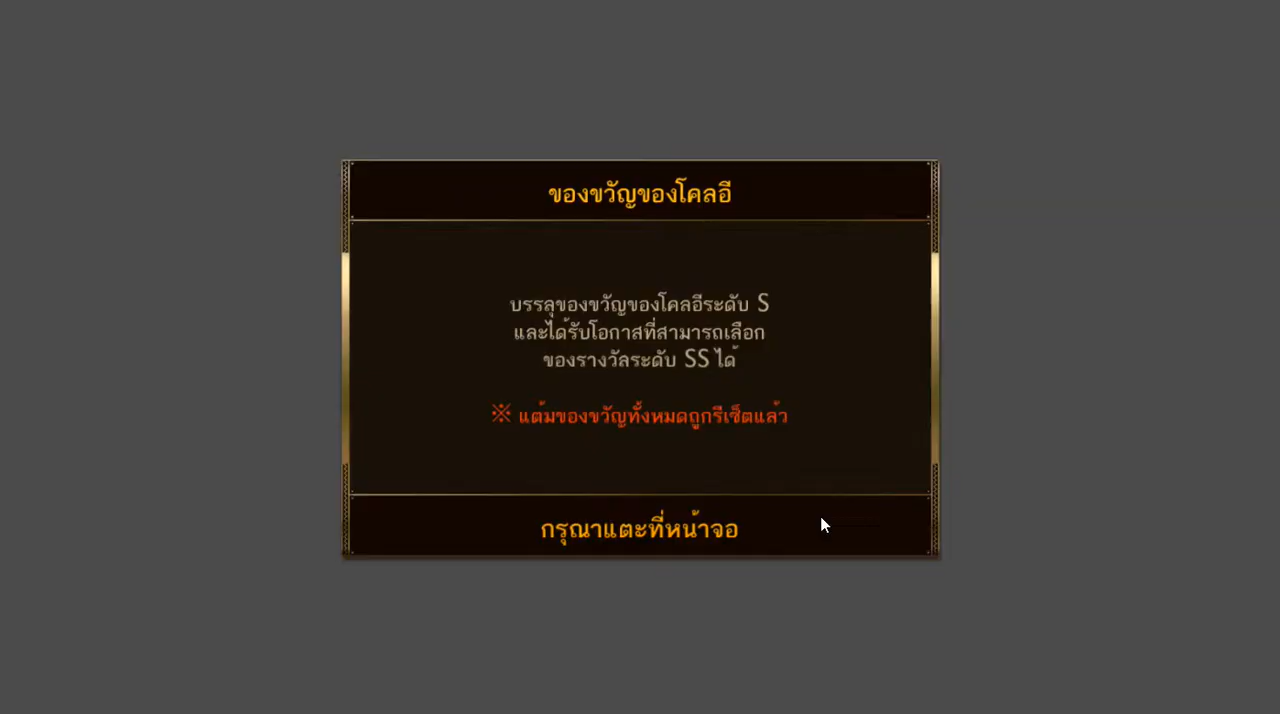 ของขวัญของโคลอี
บรรลุของขวัญของโคลอีระดับ S
และได้รับโอกาสที่สามารถเลือก
ของรางวัลระดับ SS ได้
※ แต้มของขวัญทั้งหมดถูกรีเซ็ตแล้ว
กรุณาแตะที่หน้าจอ